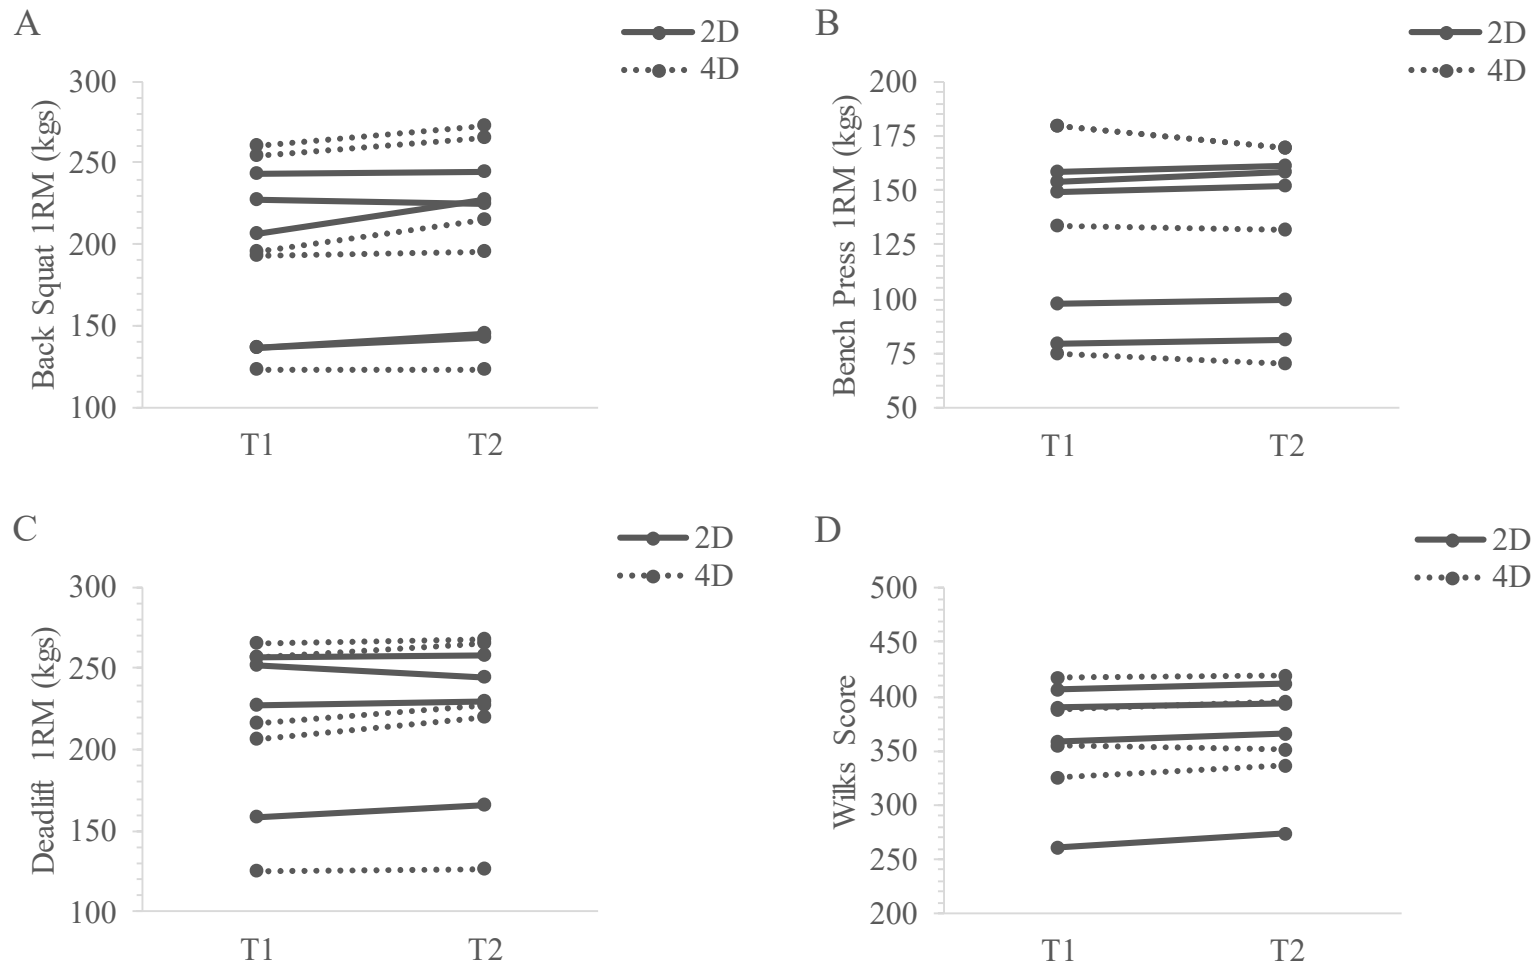 A
2D
4D
Back Squat 1RM (kgs)
300
250
200
150
100
T1 T2
B
2D
4D
Bench Press 1RM (kgs)
200
175
150
125
100
75
50
T1 T2
C
2D
4D
Deadlift 1RM (kgs)
300
250
200
150
100
T1 T2
D
2D
4D
Wilks Score
500
450
400
350
300
250
200
T1 T2